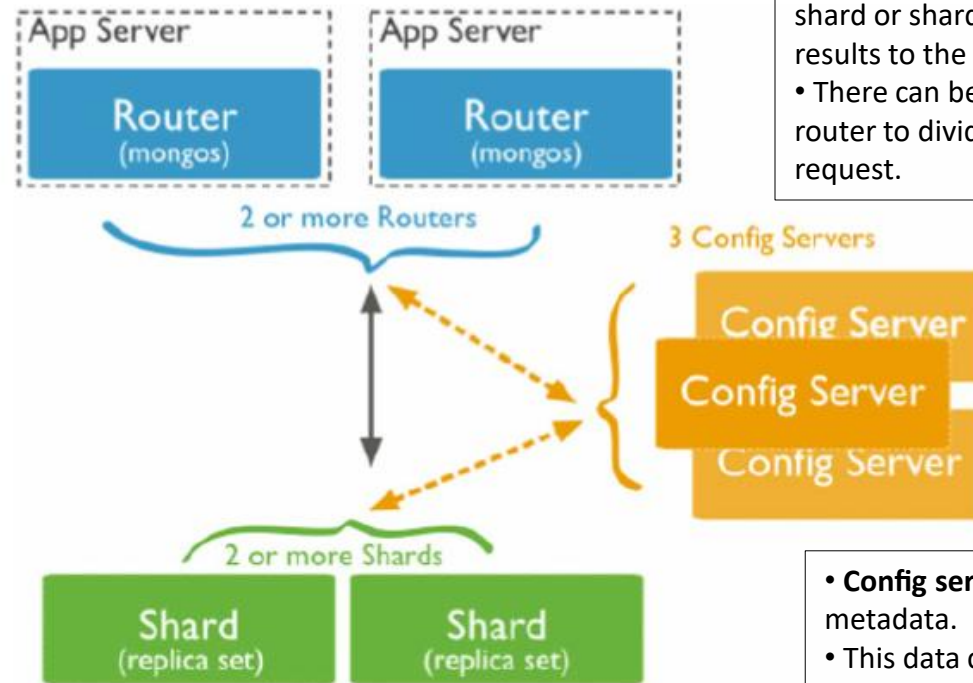 App Server
App Server
Router
(mongos)
Router
(mongos)
shard or shard
results to the
• There can be
router to divid
request.
2 or more Routers
3 Config Servers
Config Server
Config Server
Config Server
2 or more Shards
Shard
(replica set)
Shard
(replica set)
• Config ser
metadata.
• This data